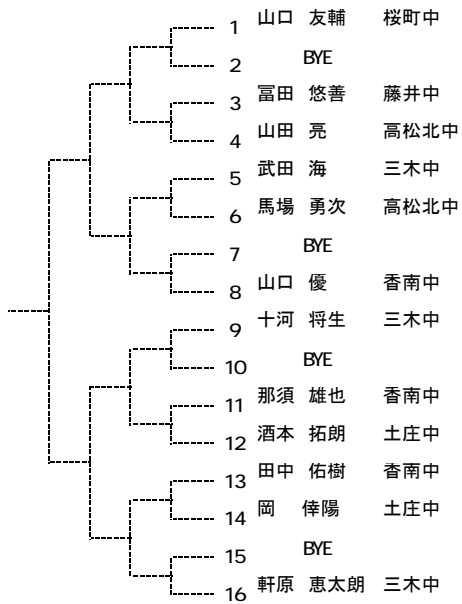 1 山口 友輔 桜町中
2 BYE
3 冨田 悠善 藤井中
4 山田 亮 高松北中
5 武田 海 三木中
6 馬場 勇次 高松北中
7 BYE
8 山口 優 香南中
9 十河 将生 三木中
10 BYE
11 那須 雄也 香南中
12 酒本 拓朗 土庄中
13 田中 佑樹 香南中
14 岡 倖陽 土庄中
15 BYE
16 軒原 恵太朗 三木中